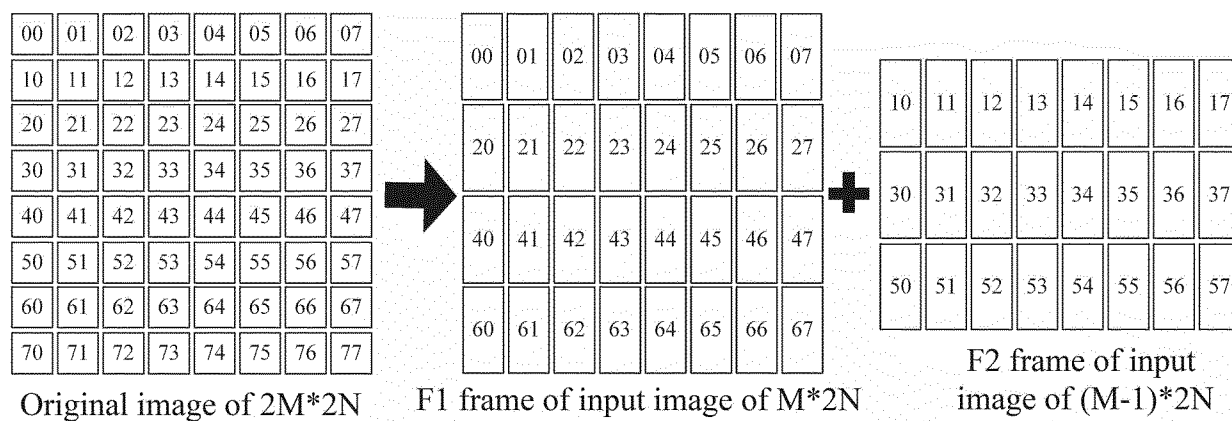 00 01 02 03 04 05 06 07
10 11 12 13 14 15 16 17
20 21 22 23 24 25 26 27
30 31 32 33 34 35 36 37
40 41 42 43 44 45 46 47
50 51 52 53 54 55 56 57
60 61 62 63 64 65 66 67
70 71 72 73 74 75 76 77
Original image of 2M*2N
00 01 02 03 04 05 06 07
20 21 22 23 24 25 26 27
40 41 42 43 44 45 46 47
60 61 62 63 64 65 66 67
F1 frame of input image of M*2N
10 11 12 13 14 15 16 17
30 31 32 33 34 35 36 37
50 51 52 53 54 55 56 57
F2 frame of input
image of (M-1)*2N